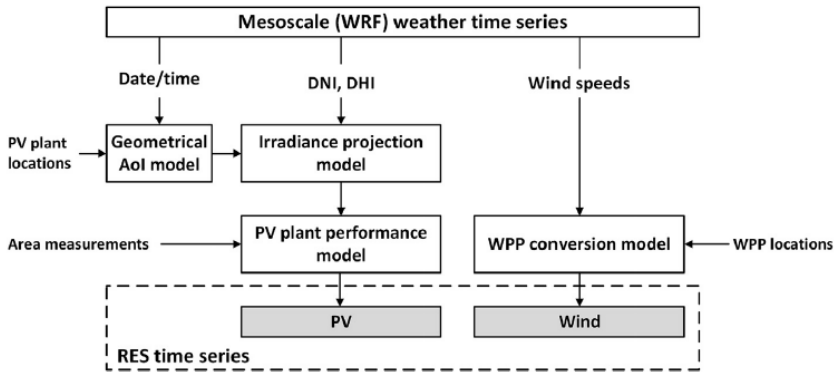 Mesoscale (WRF) weather time series
Date/time
DNI, DHI
Wind speeds
PV plant
locations
Geometrical
AoI model
Irradiance projection
model
Area measurements
PV plant performance
model
WPP conversion model
WPP locations
PV
Wind
RES time series